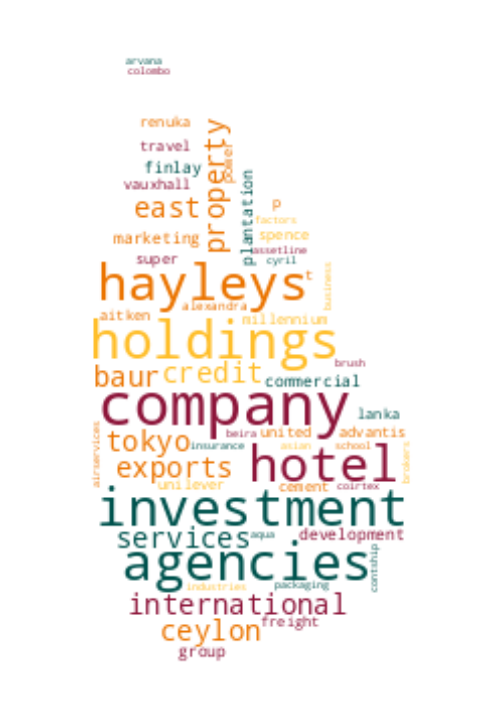 arvana
colombo
renuka
property
power
travel
finlay
plantation
vauxhall
east
p
factors
marketing
spence
assetline
super
cyril
hayleys
t
business
alexandra
aitken
millennium
holdings
brush
baur
credit
commercial
company
lanka
airservices
tokyo
beira
united
advantis
insurance
asian
school
brokers
exports
hotel
unilever
cement
coirtex
investment
services
aqua
development
agencies
contship
industries
packaging
international
ceylon
freight
group